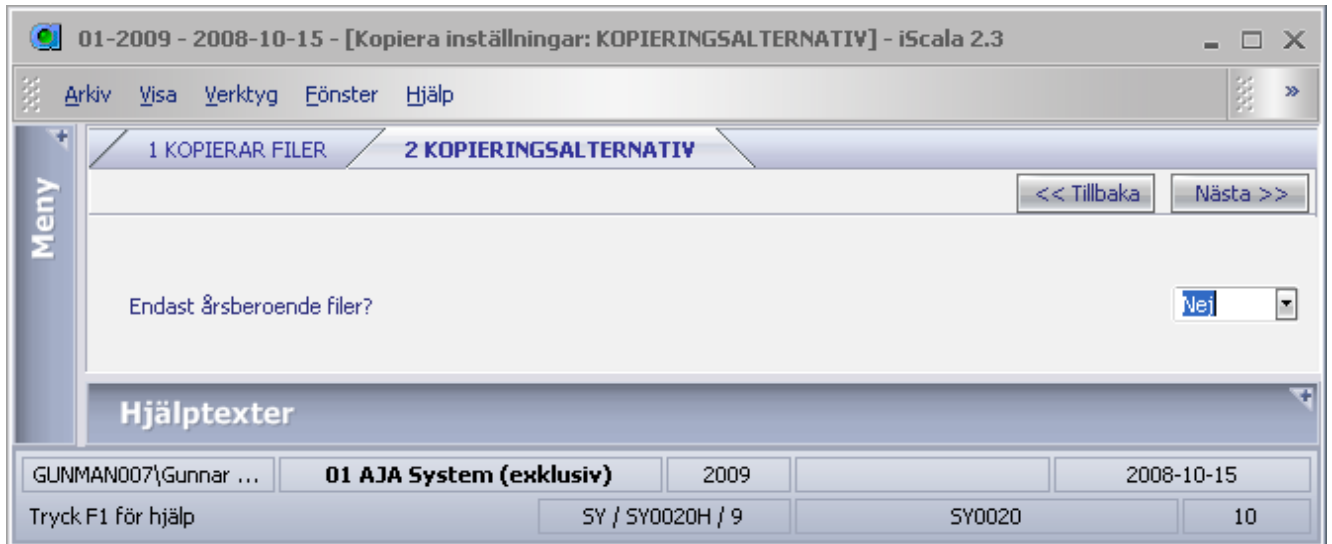 01-2009 - 2008-10-15 - [Kopiera inställningar: KOPIERINGSALTERNATIV] - iScala 2.3
Arkiv Visa Verktyg Fönster Hjälp »
Meny
1 KOPIERAR FILER 2 KOPIERINGSALTERNATIV
<< Tillbaka Nästa >>
Endast årsberoende filer? Nej
Hjälptexter
GUNMAN007\Gunnar ... 01 AJA System (exklusiv) 2009 2008-10-15
Tryck F1 för hjälp SY / SY0020H / 9 SY0020 10